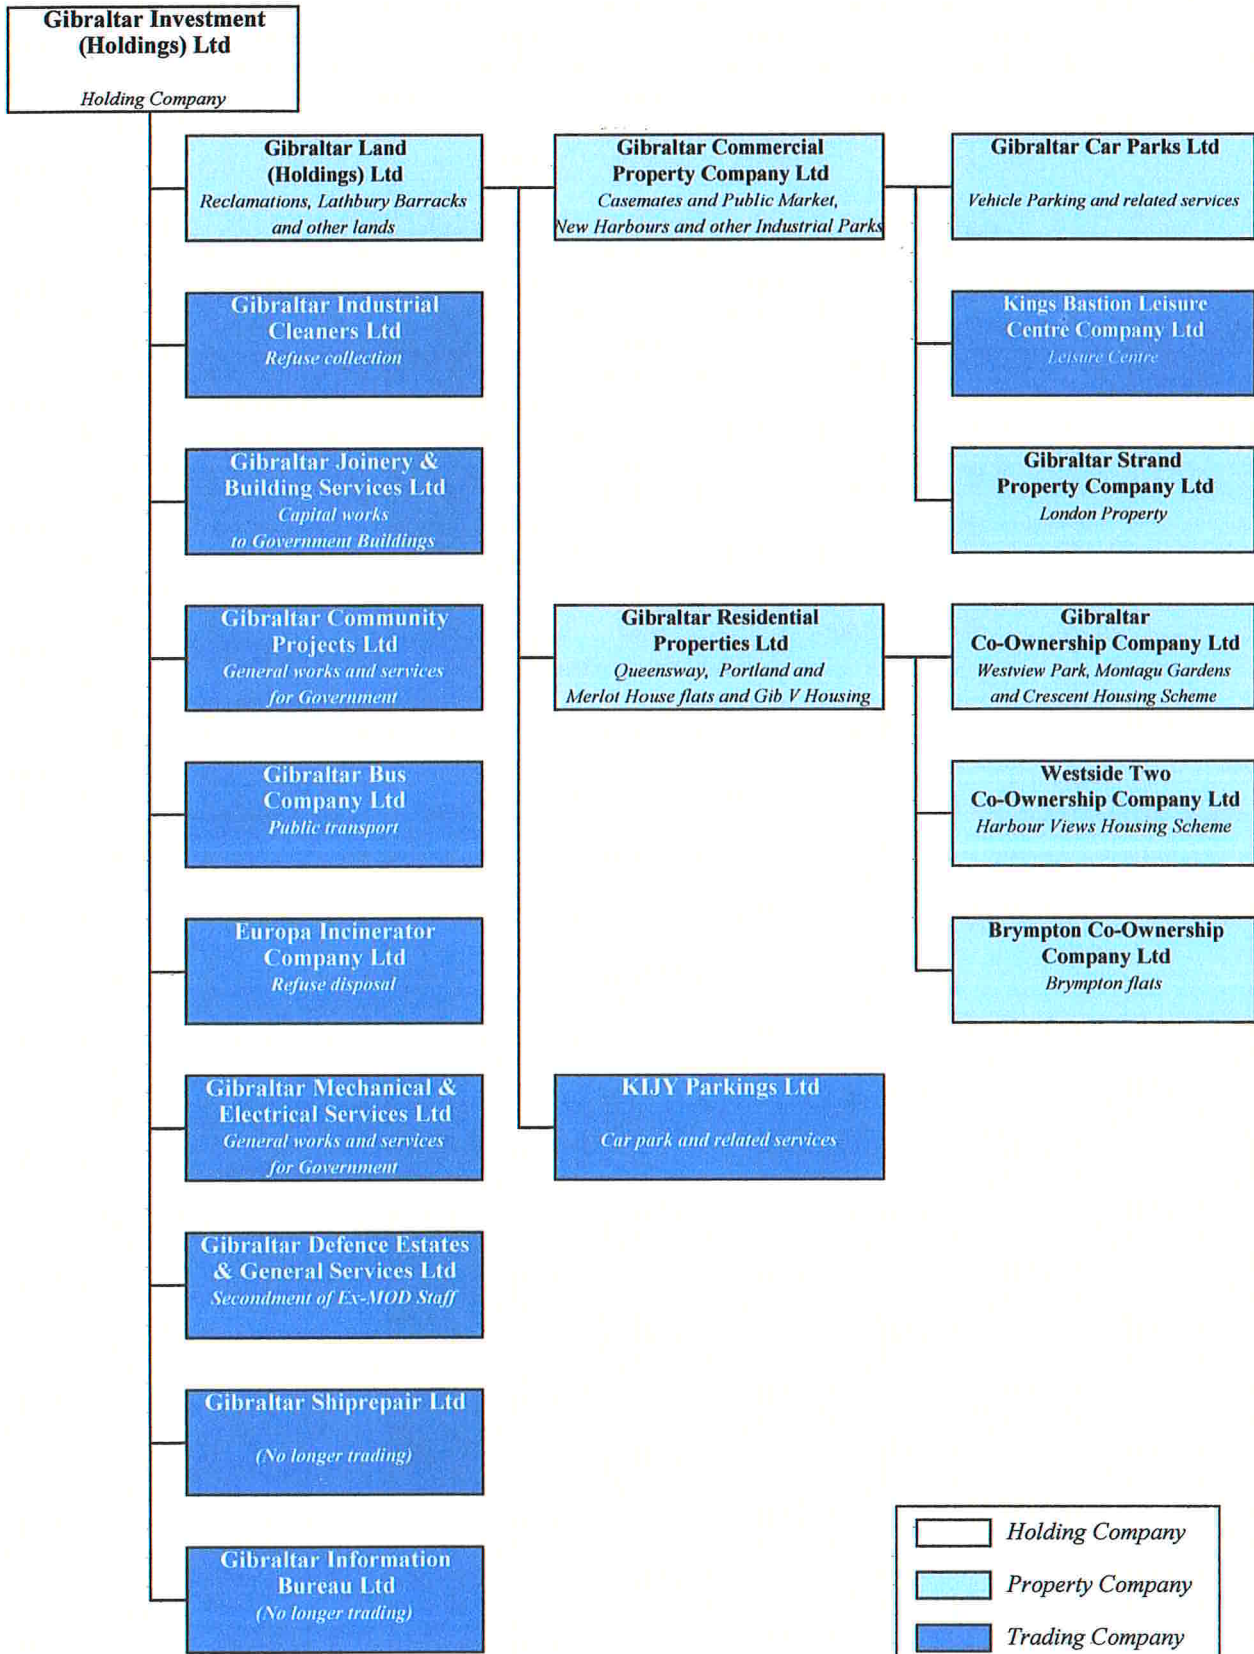 Gibraltar Investment
(Holdings) Ltd
Holding Company
Gibraltar Land
(Holdings) Ltd
Reclamations, Lathbury Barracks
and other lands
Gibraltar Commercial
Property Company Ltd
Casemates and Public Market,
New Harbours and other Industrial Parks
Gibraltar Car Parks Ltd
Vehicle Parking and related services
Gibraltar Industrial
Cleaners Ltd
Refuse collection
Kings Bastion Leisure
Centre Company Ltd
Leisure Centre
Gibraltar Joinery &
Building Services Ltd
Capital works
to Government Buildings
Gibraltar Strand
Property Company Ltd
London Property
Gibraltar Community
Projects Ltd
General works and services
for Government
Gibraltar Residential
Properties Ltd
Queensway, Portland and
Merlot House flats and Gib V Housing
Gibraltar
Co-Ownership Company Ltd
Westview Park, Montagu Gardens
and Crescent Housing Scheme
Gibraltar Bus
Company Ltd
Public transport
Westside Two
Co-Ownership Company Ltd
Harbour Views Housing Scheme
Europa Incinerator
Company Ltd
Refuse disposal
Brympton Co-Ownership
Company Ltd
Brympton flats
Gibraltar Mechanical &
Electrical Services Ltd
General works and services
for Government
KIJY Parkings Ltd
Car park and related services
Gibraltar Defence Estates
& General Services Ltd
Secondment of Ex-MOD Staff
Gibraltar Shiprepair Ltd
(No longer trading)
Gibraltar Information
Bureau Ltd
(No longer trading)
Holding Company
Property Company
Trading Company